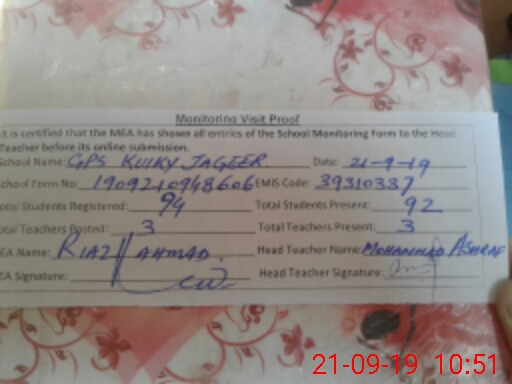 Monitoring Visit Proof
It is certified that the MEA has shown all entries of the School Monitoring Form to the Head
Teacher before its online submission.
School Name: GPS KUIKY JAGEER Date: 21-9-19
School Form No: 1909210948606 EMIS Code: 39310337
Total Students Registered: 94 Total Students Present: 92
Total Teachers Posted: 3 Total Teachers Present: 3
MEA Name: RIAZ AHMAD. Head Teacher Name: MOHAMMAD ASHRAF
MEA Signature: Head Teacher Signature:
21-09-19 10:51